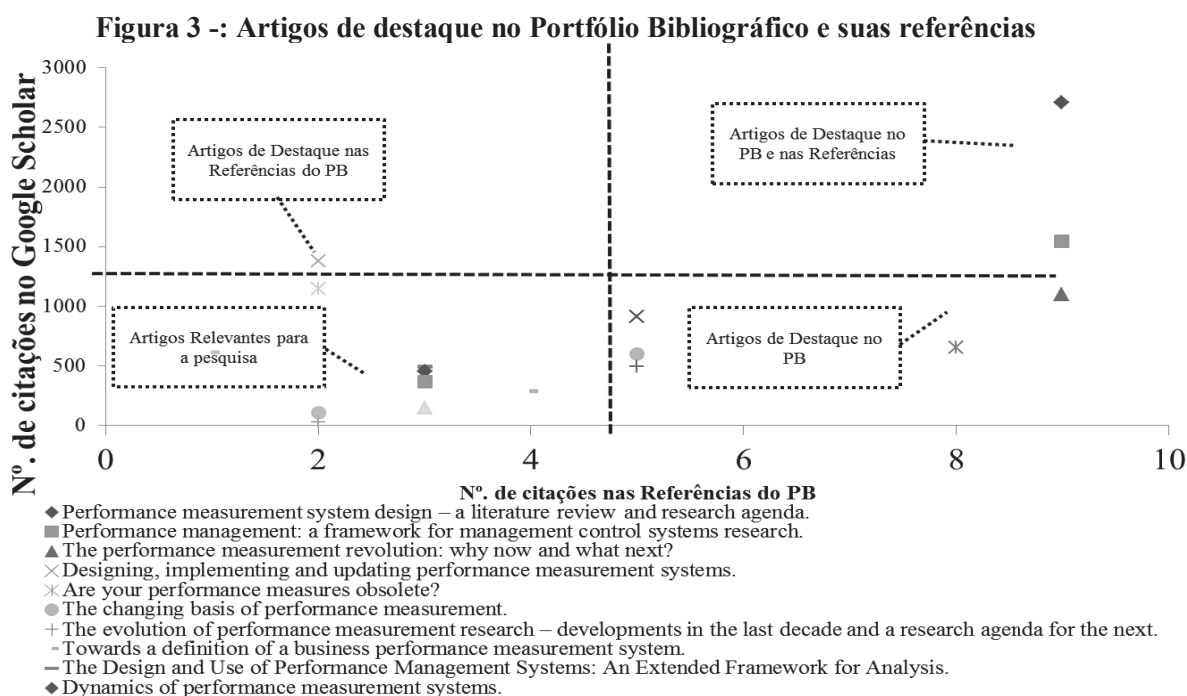 Figura 3 -: Artigos de destaque no Portfólio Bibliográfico e suas referências
Nº. de citações no Google Scholar
3000
2500
2000
1500
1000
500
0
Artigos de Destaque nas
Referências do PB
Artigos de Destaque no
PB e nas Referências
Artigos Relevantes para
a pesquisa
Artigos de Destaque no
PB
0
2
4
6
8
10
Nº. de citações nas Referências do PB
Performance measurement system design – a literature review and research agenda.
Performance management: a framework for management control systems research.
The performance measurement revolution: why now and what next?
Designing, implementing and updating performance measurement systems.
Are your performance measures obsolete?
The changing basis of performance measurement.
The evolution of performance measurement research – developments in the last decade and a research agenda for the next.
Towards a definition of a business performance measurement system.
The Design and Use of Performance Management Systems: An Extended Framework for Analysis.
Dynamics of performance measurement systems.